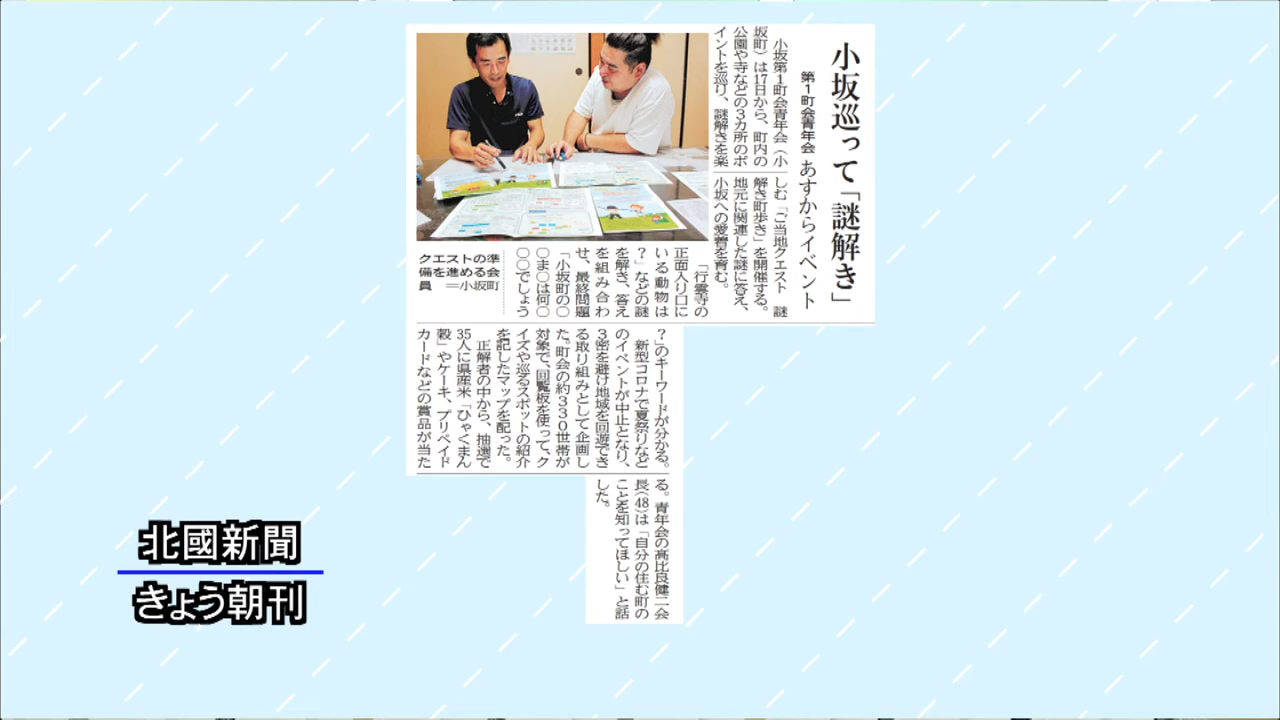 小坂巡って「謎解き」
第1町会青年会 あすからイベント
小坂第1町会青年会（小
坂町）は17日から、町内の
公園や寺などの3カ所のポ
イントを巡り、謎解きを楽
しむ「ご当地クエスト 謎
解き町歩き」を開催する。
地元に関連した謎に答え、
小坂への愛着を育む。
「行雲寺の
正面入り口に
いる動物は
？」などの謎
を解き、答え
を組み合わ
せ、最終問題
「小坂町の〇
〇ま〇は何〇
〇〇でしょう
？」のキーワードが分かる。
新型コロナで夏祭りなど
のイベントが中止となり、
3密を避け地域を回遊でき
る取り組みとして企画し
た。町会の約330世帯が
対象で、回覧板を使って、ク
イズや巡るスポットの紹介
を記したマップを配った。
正解者の中から、抽選で
35人に県産米「ひゃくまん
穀」やケーキ、プリペイド
カードなどの賞品が当た
る。青年会の髙比良健二会
長(48)は「自分の住む町の
ことを知ってほしい」と話
した。
クエストの準
備を進める会
員 ＝小坂町
北國新聞
きょう朝刊